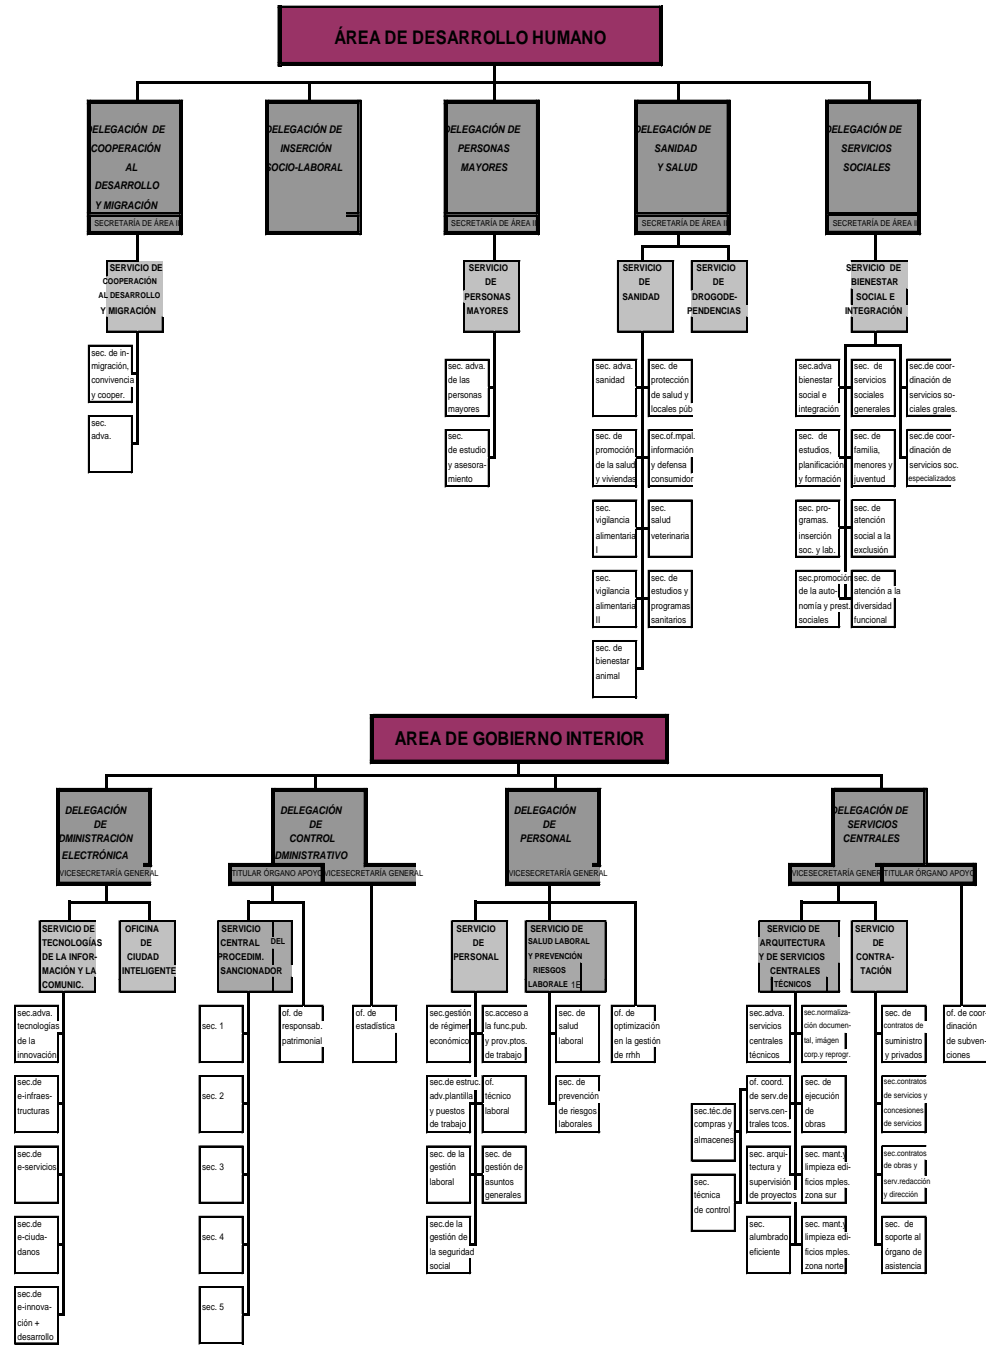 ÁREA DE DESARROLLO HUMANO
ELEGACIÓN DE
COOPERACIÓN
AL
DESARROLLO
Y MIGRACIÓN
SECRETARÍA DE ÁREA II
ELEGACIÓN DE
INSERCIÓN
OCIO-LABORAL
ELEGACIÓN DE
PERSONAS
MAYORES
SECRETARÍA DE ÁREA II
ELEGACIÓN DE
SANIDAD
Y SALUD
SECRETARÍA DE ÁREA II
ELEGACIÓN DE
SERVICIOS
SOCIALES
SECRETARÍA DE ÁREA II
SERVICIO DE
COOPERACIÓN
AL DESARROLLO
Y MIGRACIÓN
SERVICIO
DE
PERSONAS
MAYORES
SERVICIO
DE
SANIDAD
SERVICIO
DE
DROGODE-
PENDENCIAS
SERVICIO DE
BIENESTAR
SOCIAL E
INTEGRACIÓN
sec. de in-
migración,
convivencia
y cooper.
sec.
adva.
sec. adva.
de las
personas
mayores
sec.
de estudio
y asesora-
miento
sec. adva.
sanidad
sec. de
protección
de salud y
locales púb
sec. de
promoción
de la salud
y viviendas
sec.of.mpal.
información
y defensa
consumidor
sec.
vigilancia
alimentaria
I
sec.
salud
veterinaria
sec.
vigilancia
alimentaria
II
sec. de
estudios y
programas
sanitarios
sec. de
bienestar
animal
sec.adva
bienestar
social e
integración
sec. de
servicios
sociales
generales
sec.de coor-
dinación de
servicios so-
ciales grales.
sec. de
estudios,
planificación
y formación
sec. de
familia,
menores y
juventud
sec.de coor-
dinación de
servicios soc.
especializados
sec. pro-
gramas.
inserción
soc. y lab.
sec. de
atención
social a la
exclusión
sec.promoción
de la auto-
nomía y prest.
sociales
sec. de
atención a la
diversidad
funcional
AREA DE GOBIERNO INTERIOR
DELEGACIÓN
DE
DMINISTRACIÓN
ELECTRÓNICA
VICESECRETARÍA GENERAL
DELEGACIÓN
DE
CONTROL
DMINISTRATIVO
TITULAR ÓRGANO APOYO
VICESECRETARÍA GENERAL
DELEGACIÓN
DE
PERSONAL
VICESECRETARÍA GENERAL
ELEGACIÓN DE
SERVICIOS
CENTRALES
VICESECRETARÍA GENER
TITULAR ÓRGANO APOYO
SERVICIO DE
TECNOLOGÍAS
DE LA INFOR-
MACIÓN Y LA
COMUNIC.
OFICINA
DE
CIUDAD
INTELIGENTE
SERVICIO
CENTRAL DEL
PROCEDIM.
SANCIONADOR
SERVICIO
DE
PERSONAL
SERVICIO DE
SALUD LABORAL
Y PREVENCIÓN
RIESGOS
LABORALE 1E
SERVICIO DE
ARQUITECTURA
Y DE SERVICIOS
CENTRALES
TÉCNICOS
SERVICIO
DE
CONTRA-
TACIÓN
sec.adva.
tecnologías
de la
innovación
sec.de
e-infraes-
tructuras
sec.de
e-servicios
sec.de
e-ciuda-
danos
sec.de
e-innova-
ción +
desarrollo
sec. 1
sec. 2
sec. 3
sec. 4
sec. 5
of. de
responsab.
patrimonial
of. de
estadística
sec.gestión
de régimen
económico
sc.acceso a
la func.pub.
y prov.ptos.
de trabajo
sec.de estruc.
adv.plantilla
y puestos
de trabajo
of.
técnico
laboral
sec. de la
gestión
laboral
sec. de
gestión de
asuntos
generales
sec.de la
gestión de
la seguridad
social
sec. de
salud
laboral
sec. de
prevención
de riesgos
laborales
of. de
optimización
en la gestión
de rrhh
sec.adva.
servicios
centrales
técnicos
sec.normaliza-
ción documen-
tal, imágen
corp.y reprogr.
of. coord.
de serv.de
servs.cen-
trales tcos.
sec. de
ejecución
de
obras
sec.téc.de
compras y
almacenes
sec.
técnica
de control
sec. arqui-
tectura y
supervisión
de proyectos
sec. mant.y
limpieza edi-
ficios mples.
zona sur
sec.
alumbrado
eficiente
sec. mant.y
limpieza edi-
ficios mples.
zona norte
sec. de
contratos de
suministro
y privados
sec.contratos
de servicios y
concesiones
de servicios
sec.contratos
de obras y
serv.redacción
y dirección
sec. de
soporte al
órgano de
asistencia
of. de coor-
dinación
de subven-
ciones